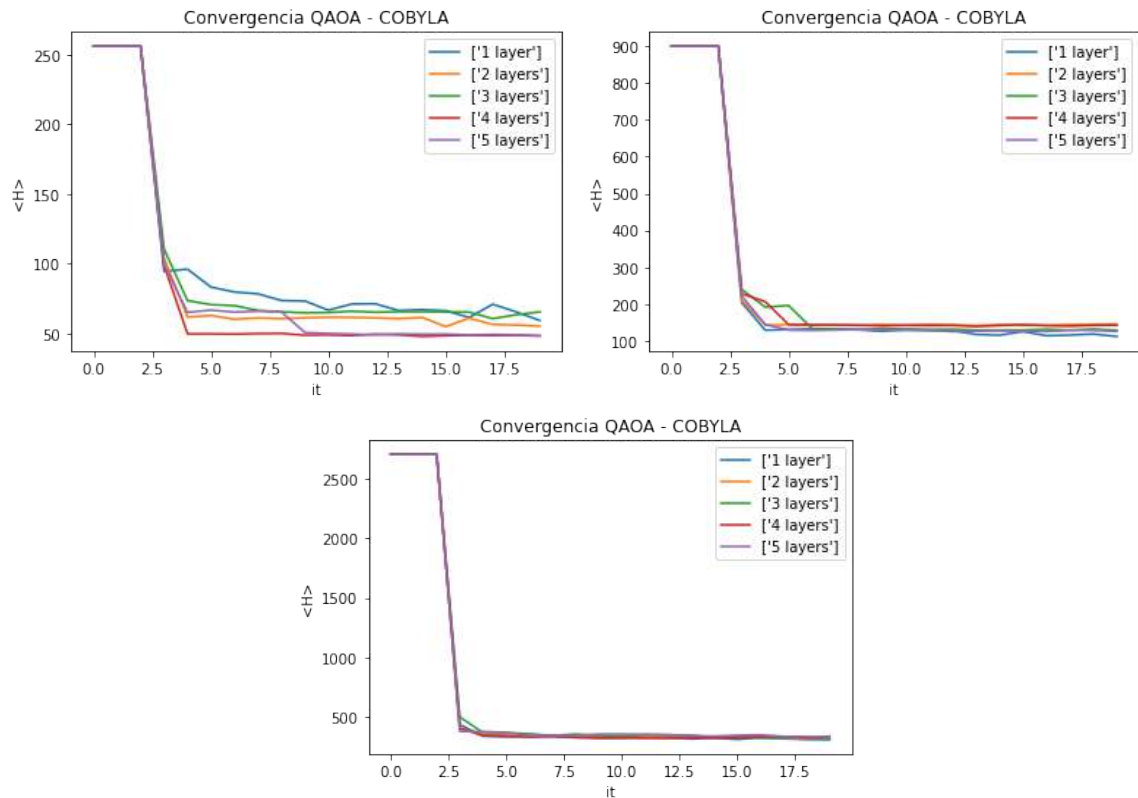 Convergencia QAOA - COBYLA
250
200
150
100
50
<H>
0.0 2.5 5.0 7.5 10.0 12.5 15.0 17.5
it
['1 layer']
['2 layers']
['3 layers']
['4 layers']
['5 layers']
Convergencia QAOA - COBYLA
900
800
700
600
500
400
300
200
100
<H>
0.0 2.5 5.0 7.5 10.0 12.5 15.0 17.5
it
['1 layer']
['2 layers']
['3 layers']
['4 layers']
['5 layers']
Convergencia QAOA - COBYLA
2500
2000
1500
1000
500
<H>
0.0 2.5 5.0 7.5 10.0 12.5 15.0 17.5
it
['1 layer']
['2 layers']
['3 layers']
['4 layers']
['5 layers']